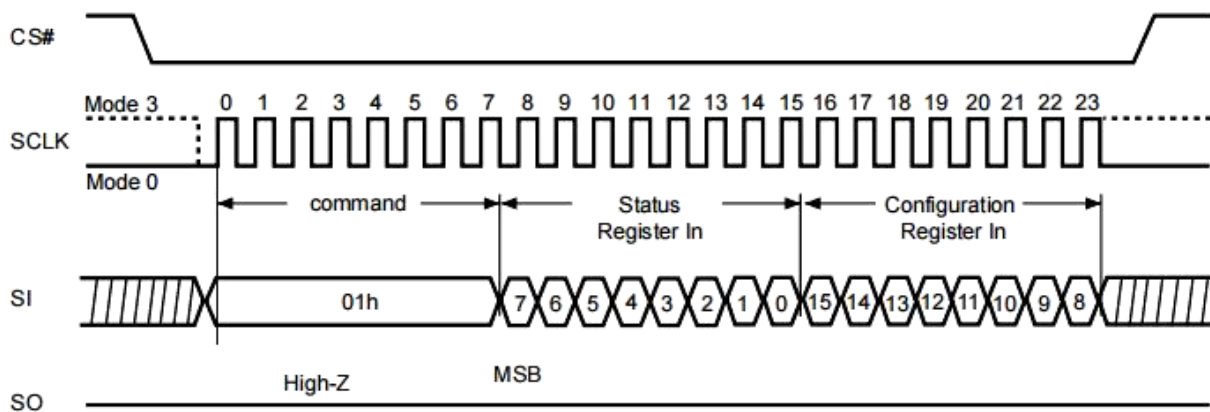 CS#
Mode 3 0 1 2 3 4 5 6 7 8 9 10 11 12 13 14 15 16 17 18 19 20 21 22 23
SCLK
Mode 0
command Status Configuration
Register In Register In
SI 01h 7 6 5 4 3 2 1 0 15 14 13 12 11 10 9 8
High-Z MSB
SO